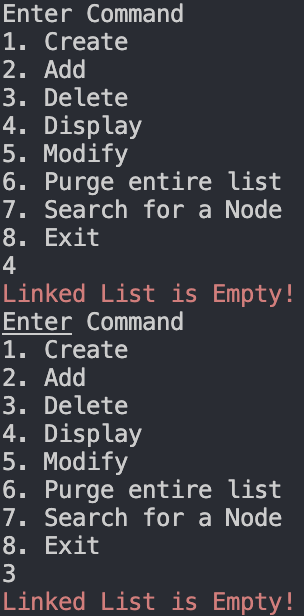 Enter Command
1. Create
2. Add
3. Delete
4. Display
5. Modify
6. Purge entire list
7. Search for a Node
8. Exit
4
Linked List is Empty!
Enter Command
1. Create
2. Add
3. Delete
4. Display
5. Modify
6. Purge entire list
7. Search for a Node
8. Exit
3
Linked List is Empty!